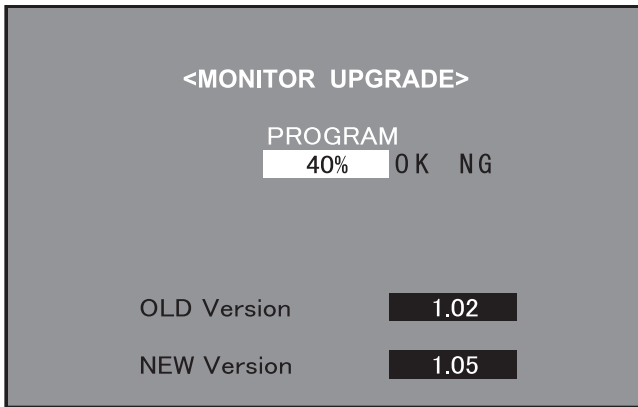 <MONITOR UPGRADE>
PROGRAM
40% OK NG
OLD Version 1.02
NEW Version 1.05